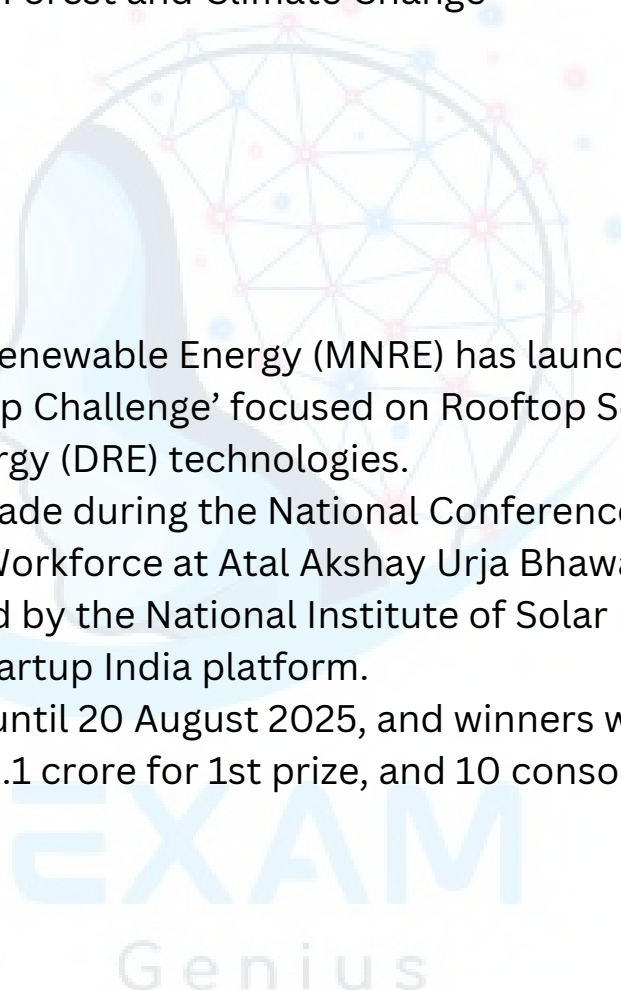 Forest and Climate Change
enewable Energy (MNRE) has launc
p Challenge’ focused on Rooftop S
rgy (DRE) technologies.
ade during the National Conference
Workforce at Atal Akshay Urja Bhawa
d by the National Institute of Solar
artup India platform.
until 20 August 2025, and winners w
.1 crore for 1st prize, and 10 conso
EXAM
Genius